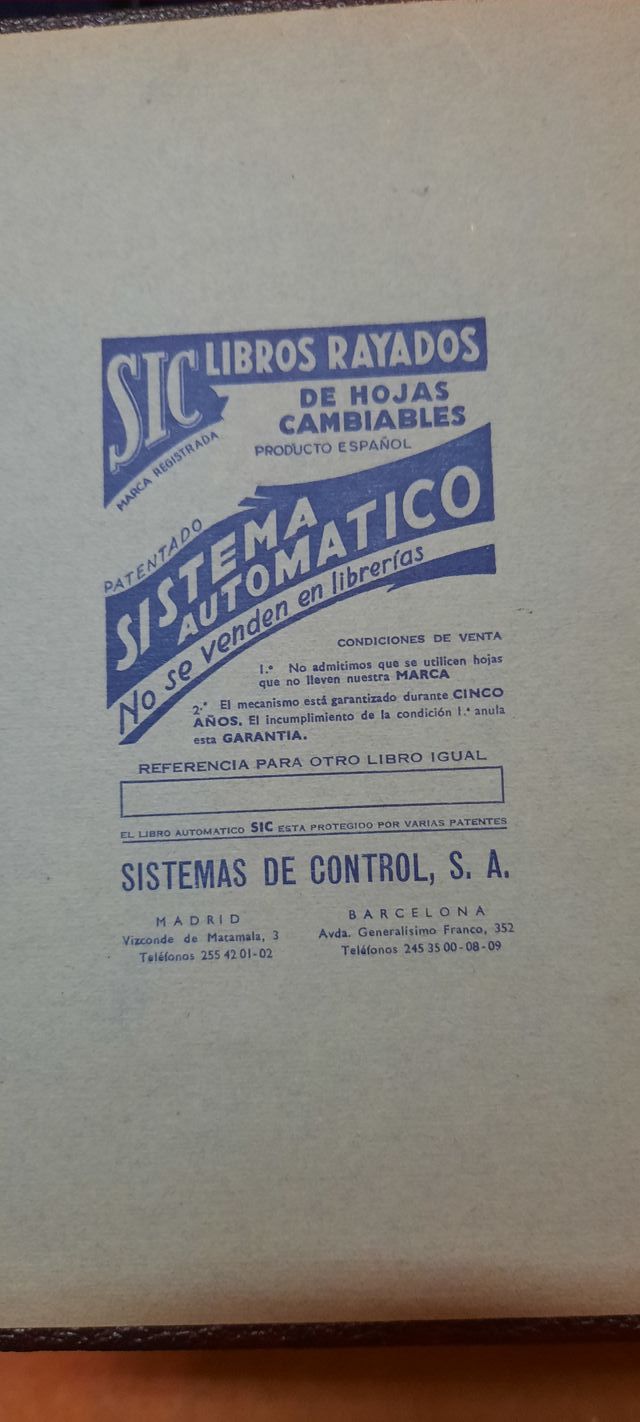 SIC LIBROS RAYADOS
DE HOJAS
CAMBIABLES
MARCA REGISTRADA
PRODUCTO ESPAÑOL
PATENTADO
SISTEMA
AUTOMATICO
No se venden en librerías
CONDICIONES DE VENTA
1.ª No admitimos que se utilicen hojas
que no lleven nuestra MARCA
2.ª El mecanismo está garantizado durante CINCO
AÑOS. El incumplimiento de la condición 1.ª anula
esta GARANTIA.
REFERENCIA PARA OTRO LIBRO IGUAL
EL LIBRO AUTOMATICO SIC ESTA PROTEGIDO POR VARIAS PATENTES
SISTEMAS DE CONTROL, S. A.
MADRID
Vizconde de Matamala, 3
Teléfonos 255 42 01-02
BARCELONA
Avda. Generalísimo Franco, 352
Teléfonos 245 35 00-08-09